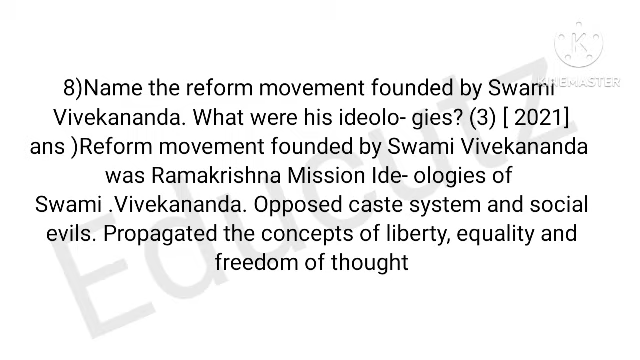 KINEMASTER
8)Name the reform movement founded by Swami
Vivekananda. What were his ideolo- gies? (3) [ 2021]
ans )Reform movement founded by Swami Vivekananda
was Ramakrishna Mission Ide- ologies of
Swami .Vivekananda. Opposed caste system and social
evils. Propagated the concepts of liberty, equality and
freedom of thought
Educutz